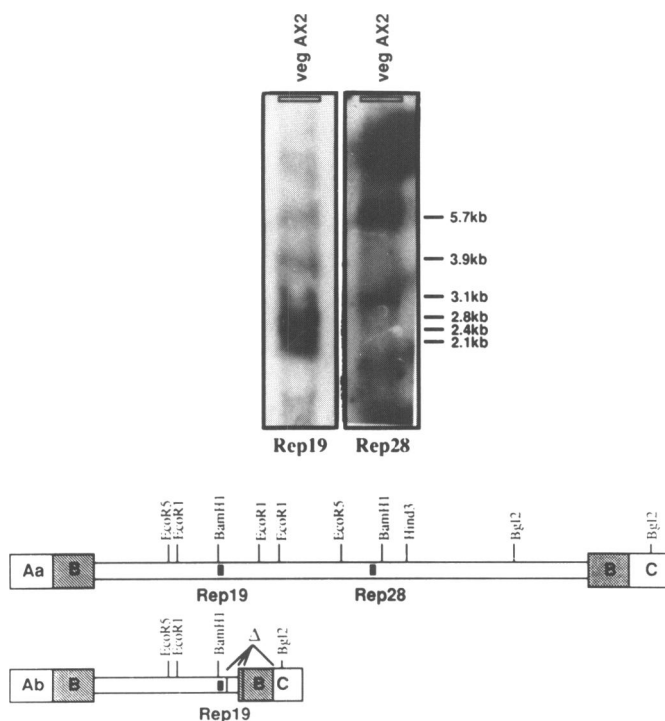 veg AX2 veg AX2
5.7kb
3.9kb
3.1kb
2.8kb
2.4kb
2.1kb
Rep19 Rep28
EcoR5 EcoR1 BamH1 EcoR1 EcoR1 EcoR5 BamH1 Hind3 Bgl2 Bgl2
Aa B B C
Rep19 Rep28
EcoR5 EcoR1 BamH1 Δ Bgl2
Ab B B C
Rep19